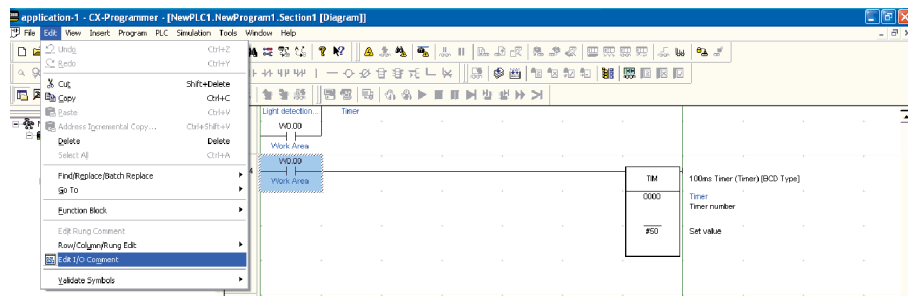 application-1 - CX-Programmer - [NewPLC1.NewProgram1.Section1 [Diagram]]
File Edit View Insert Program PLC Simulation Tools Window Help
Undo Ctrl+Z
Redo Ctrl+Y
Cut Shift+Delete
Copy Ctrl+C
Paste Ctrl+V
Address Incremental Copy... Ctrl+Shift+V
Delete Delete
Select All Ctrl+A
Find/Replace/Batch Replace
Go To
Function Block
Edit Rung Comment
Row/Column/Rung Edit
Edit I/O Comment
Validate Symbols
Light detection... Timer
W0.00
Work Area
4
W0.00
Work Area
TIM 100ms Timer (Timer) [BCD Type]
0000 Timer
Timer number
#50 Set value